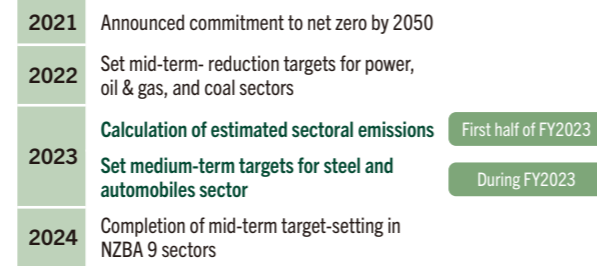 2021 Announced commitment to net zero by 2050
2022 Set mid-term- reduction targets for power,
oil & gas, and coal sectors
2023 Calculation of estimated sectoral emissions First half of FY2023
Set medium-term targets for steel and
automobiles sector During FY2023
2024 Completion of mid-term target-setting in
NZBA 9 sectors